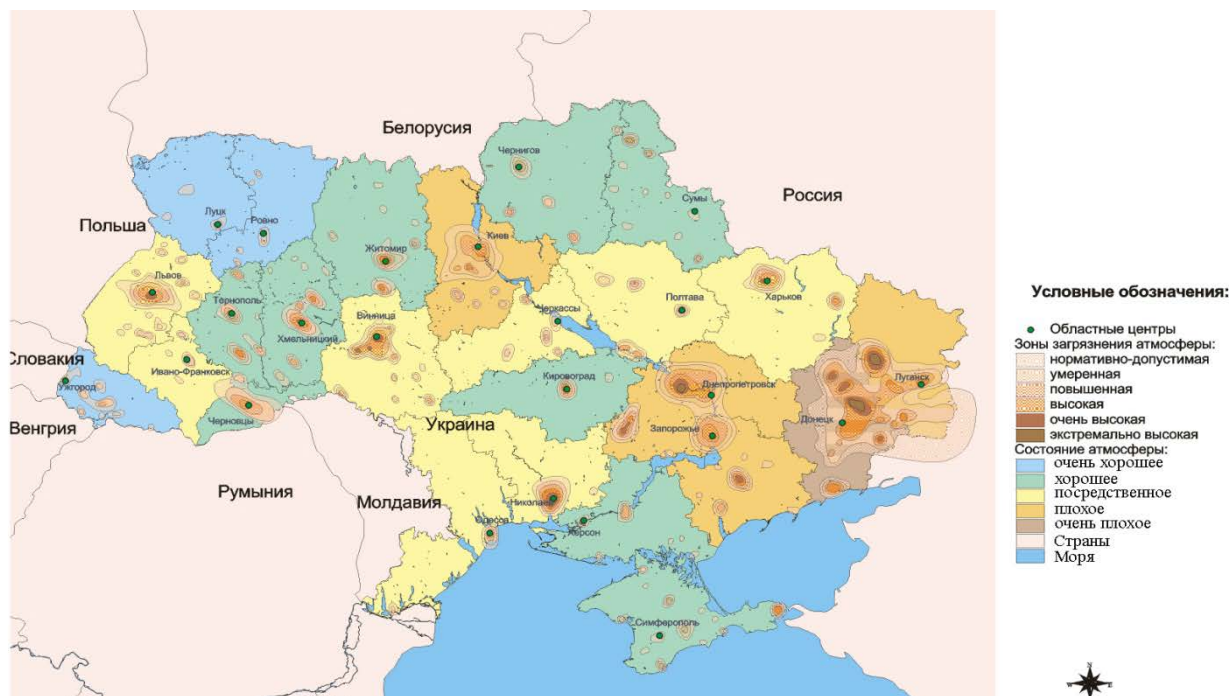 Белорусия
Чернигов
Россия
Сумы
Польша
Луцк
Ровно
Киев
Житомир
Львов
Тернополь
Харьков
Полтава
Черкассы
Винница
Хмельницкий
Словакия
Ивано-Франковск
Ужгород
Кировоград
Днепропетровск
Луганск
Черновцы
Венгрия
Украина
Запорожье
Донецк
Румыния
Молдавия
Николаев
Одесса
Херсон
Симферополь
Условные обозначения:
Областные центры
Зоны загрязнения атмосферы:
нормативно-допустимая
умеренная
повышенная
высокая
очень высокая
экстремально высокая
Состояние атмосферы:
очень хорошее
хорошее
посредственное
плохое
очень плохое
Страны
Моря
N
W E
S